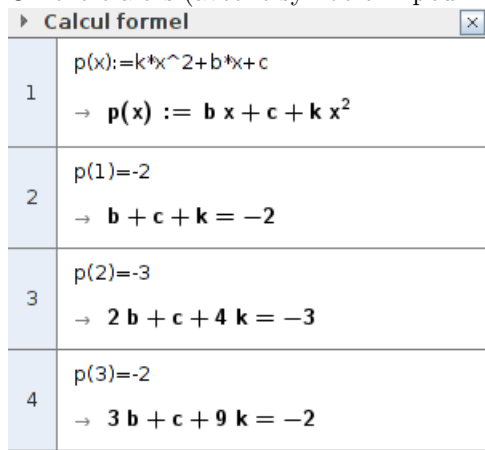 Calcul formel
1
p(x):=k*x^2+b*x+c
→ p(x) := b x + c + k x²
2
p(1)=-2
→ b + c + k = −2
3
p(2)=-3
→ 2 b + c + 4 k = −3
4
p(3)=-2
→ 3 b + c + 9 k = −2